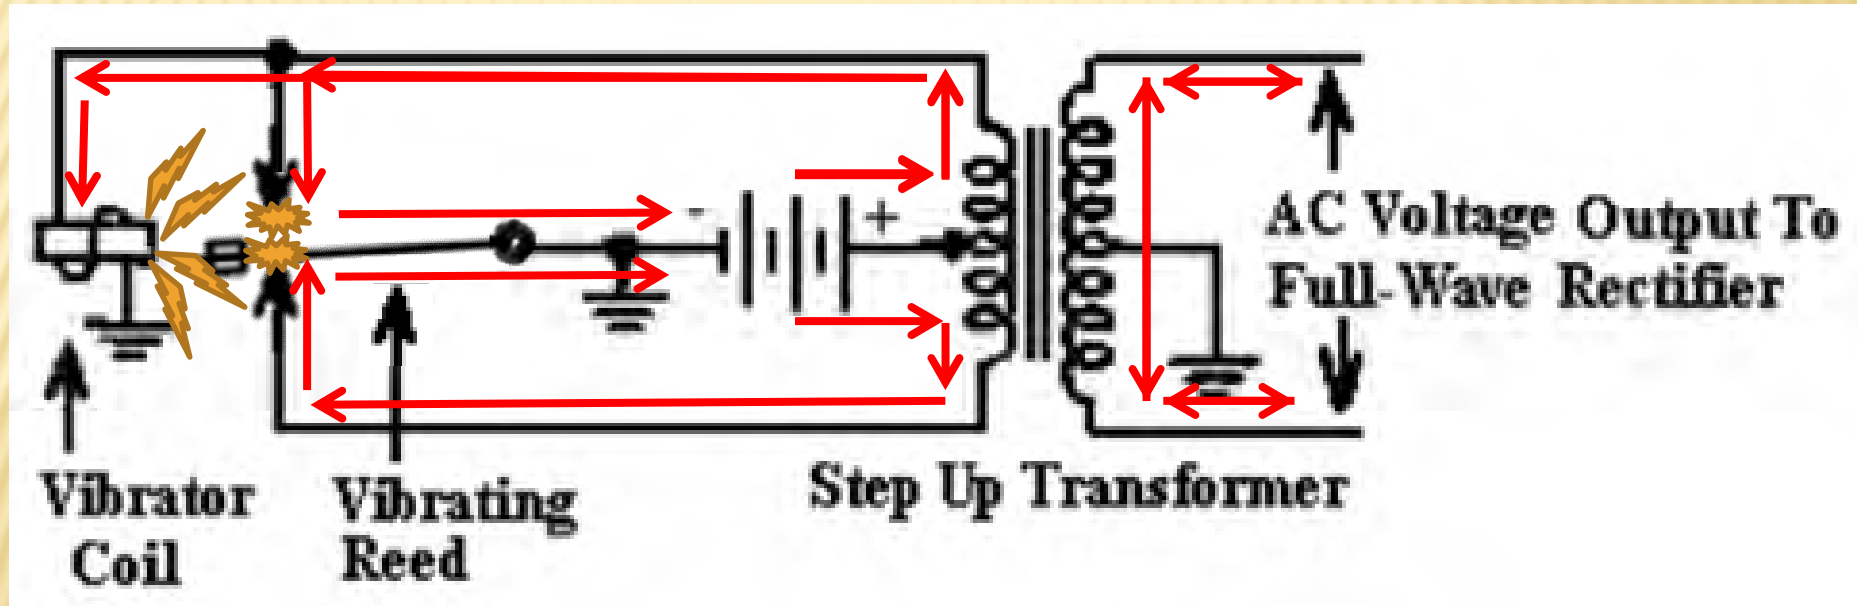 -
+
AC Voltage Output To
Full-Wave Rectifier
Step Up Transformer
Vibrator
Coil
Vibrating
Reed